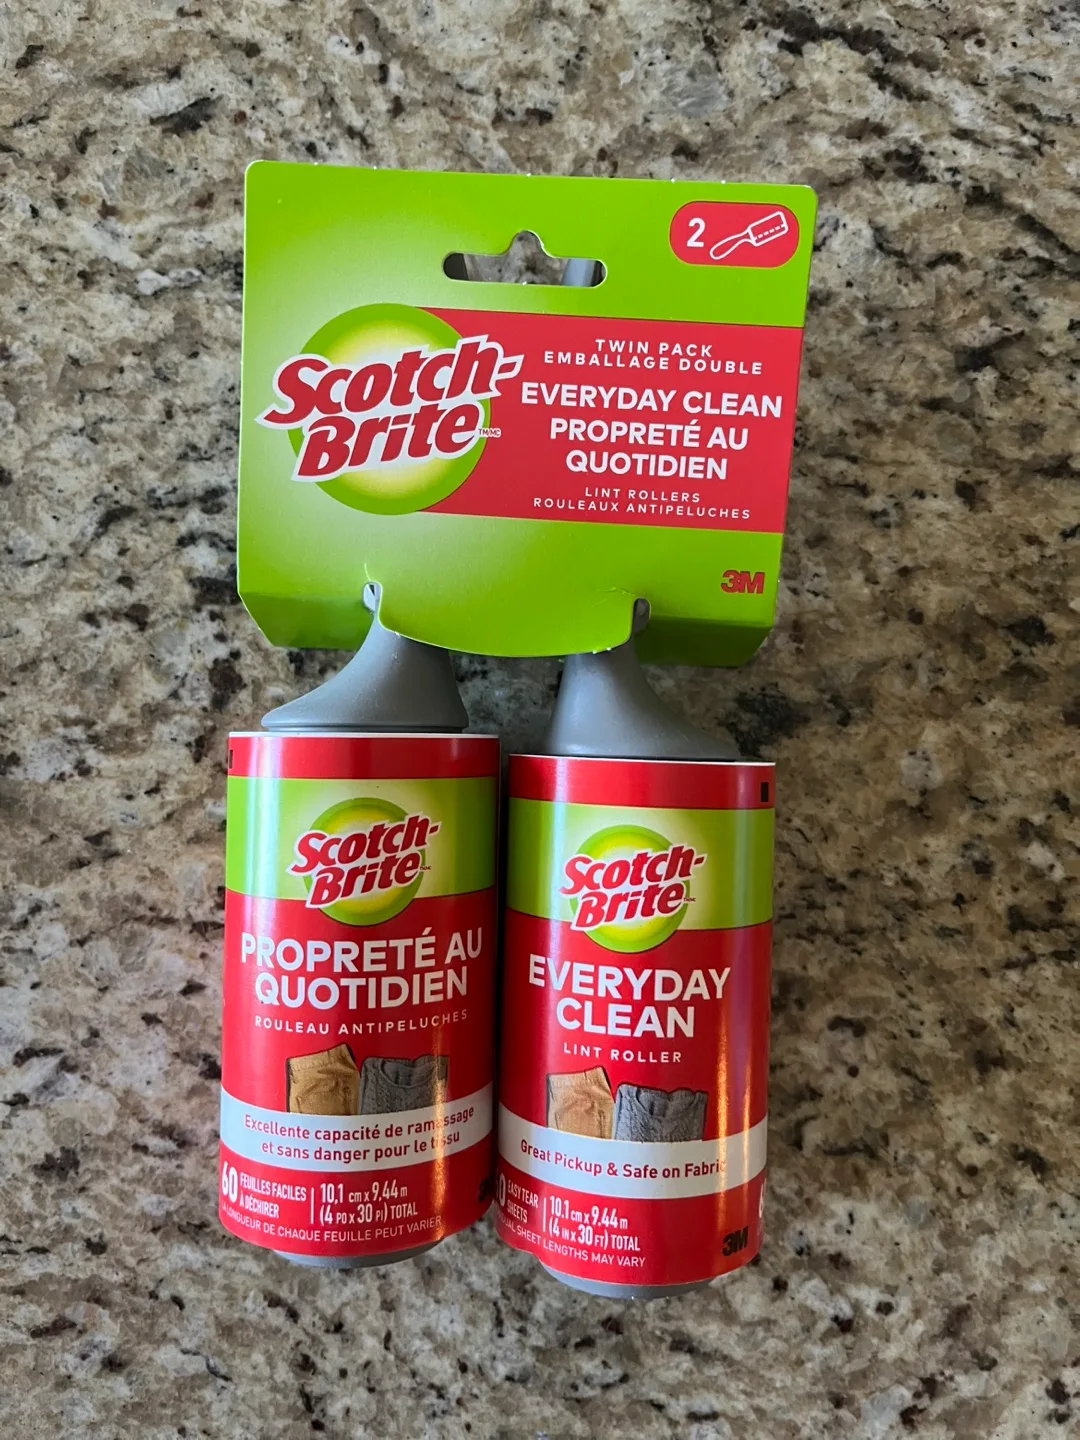 2
Scotch-
Brite TM/MC
TWIN PACK
EMBALLAGE DOUBLE
EVERYDAY CLEAN
PROPRETÉ AU
QUOTIDIEN
LINT ROLLERS
ROULEAUX ANTIPELUCHES
3M
Scotch-
Brite
PROPRETÉ AU
QUOTIDIEN
ROULEAU ANTIPELUCHES
Excellente capacité de ramassage
et sans danger pour le tissu
60 FEUILLES FACILES
À DÉCHIRER
10,1 cm x 9,44 m
(4 PO x 30 PI) TOTAL
LA LONGUEUR DE CHAQUE FEUILLE PEUT VARIER
Scotch-
Brite
EVERYDAY
CLEAN
LINT ROLLER
Great Pickup & Safe on Fabric
EASY TEAR
SHEETS
10.1 cm x 9.44 m
(4 IN x 30 FT) TOTAL
SHEET LENGTHS MAY VARY
3M